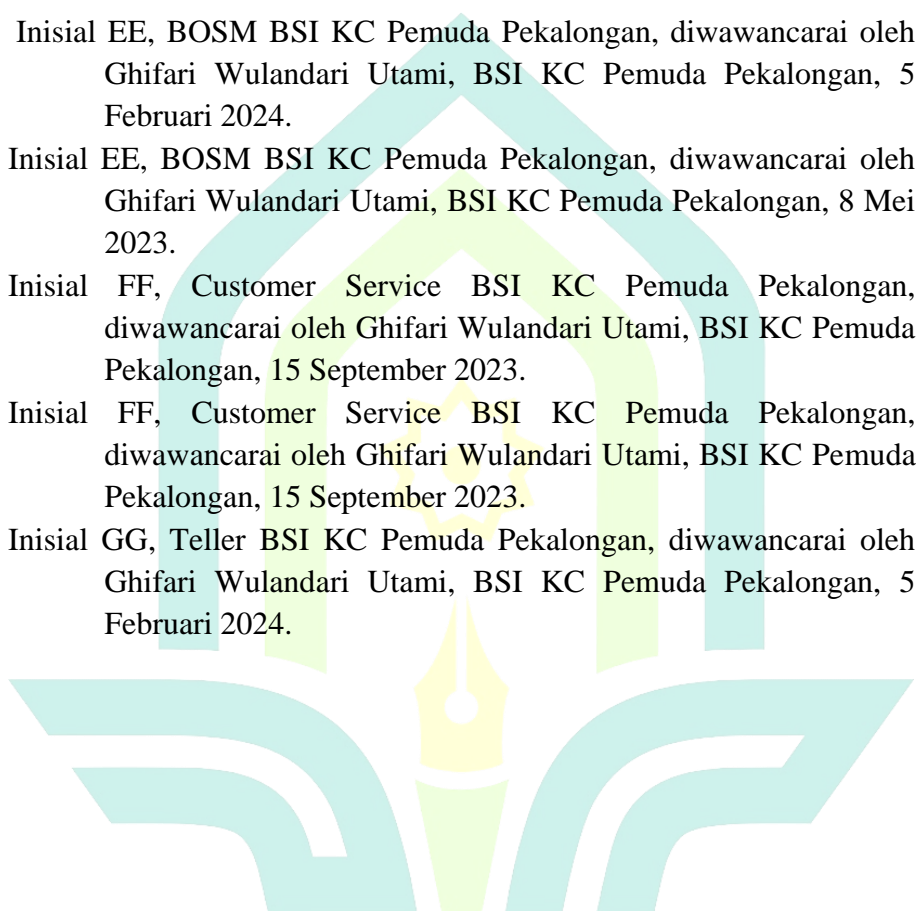 Inisial EE, BOSM BSI KC Pemuda Pekalongan, diwawancarai oleh
Ghifari Wulandari Utami, BSI KC Pemuda Pekalongan, 5
Februari 2024.
Inisial EE, BOSM BSI KC Pemuda Pekalongan, diwawancarai oleh
Ghifari Wulandari Utami, BSI KC Pemuda Pekalongan, 8 Mei
2023.
Inisial FF, Customer Service BSI KC Pemuda Pekalongan,
diwawancarai oleh Ghifari Wulandari Utami, BSI KC Pemuda
Pekalongan, 15 September 2023.
Inisial FF, Customer Service BSI KC Pemuda Pekalongan,
diwawancarai oleh Ghifari Wulandari Utami, BSI KC Pemuda
Pekalongan, 15 September 2023.
Inisial GG, Teller BSI KC Pemuda Pekalongan, diwawancarai oleh
Ghifari Wulandari Utami, BSI KC Pemuda Pekalongan, 5
Februari 2024.